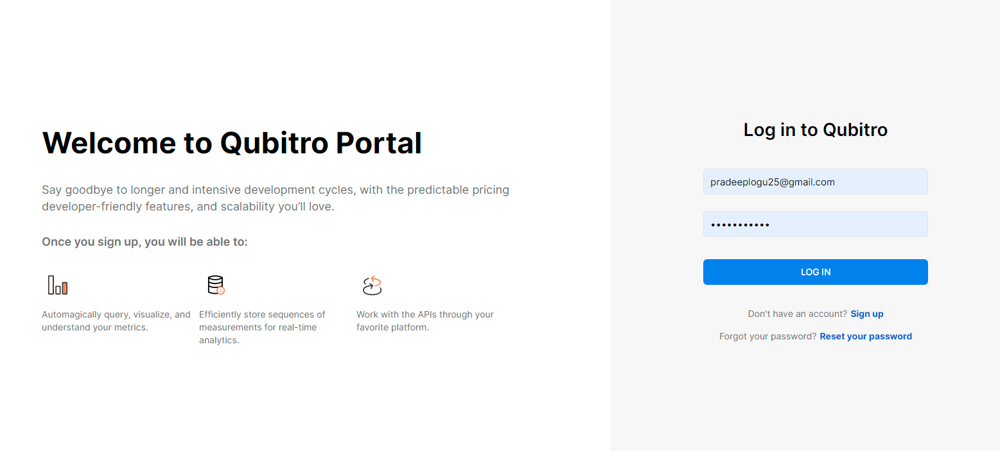 Welcome to Qubitro Portal
Say goodbye to longer and intensive development cycles, with the predictable pricing
developer-friendly features, and scalability you’ll love.
Once you sign up, you will be able to:
Automagically query, visualize, and
understand your metrics.
Efficiently store sequences of
measurements for real-time
analytics.
Work with the APIs through your
favorite platform.
Log in to Qubitro
pradeeplogu25@gmail.com
•••••••••••
LOG IN
Don't have an account? Sign up
Forgot your password? Reset your password